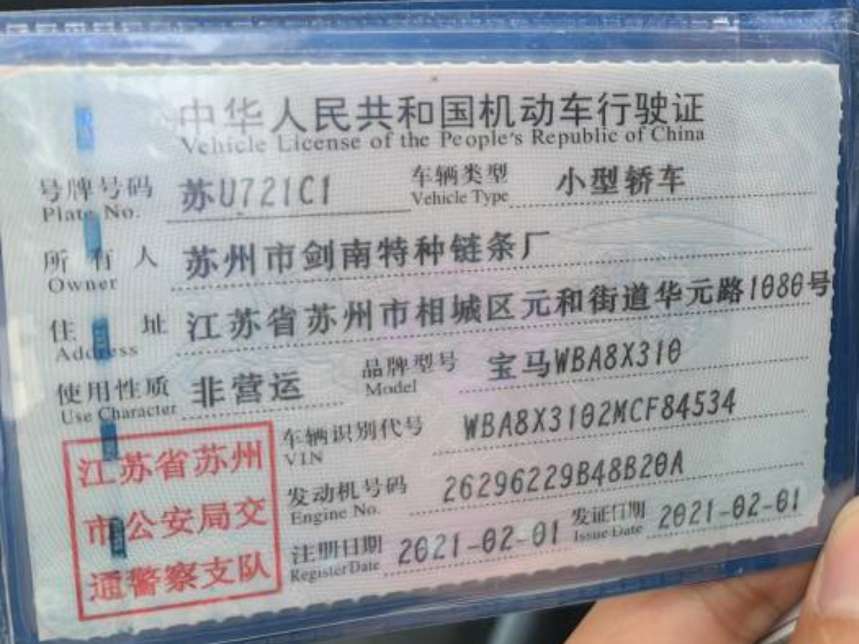 中华人民共和国机动车行驶证
Vehicle License of the People's Republic of China
号牌号码 苏U721C1 车辆类型 小型轿车
Plate No. Vehicle Type
所有人 苏州市剑南特种链条厂
Owner
住址 江苏省苏州市相城区元和街道华元路1080号
Address
使用性质 非营运 品牌型号 宝马WBA8X310
Use Character Model
车辆识别代号 WBA8X3102MCF84534
VIN
发动机号码 26296229B48B20A
Engine No.
注册日期 2021-02-01 发证日期 2021-02-01
Register Date Issue Date
江苏省苏州
市公安局交
通警察支队